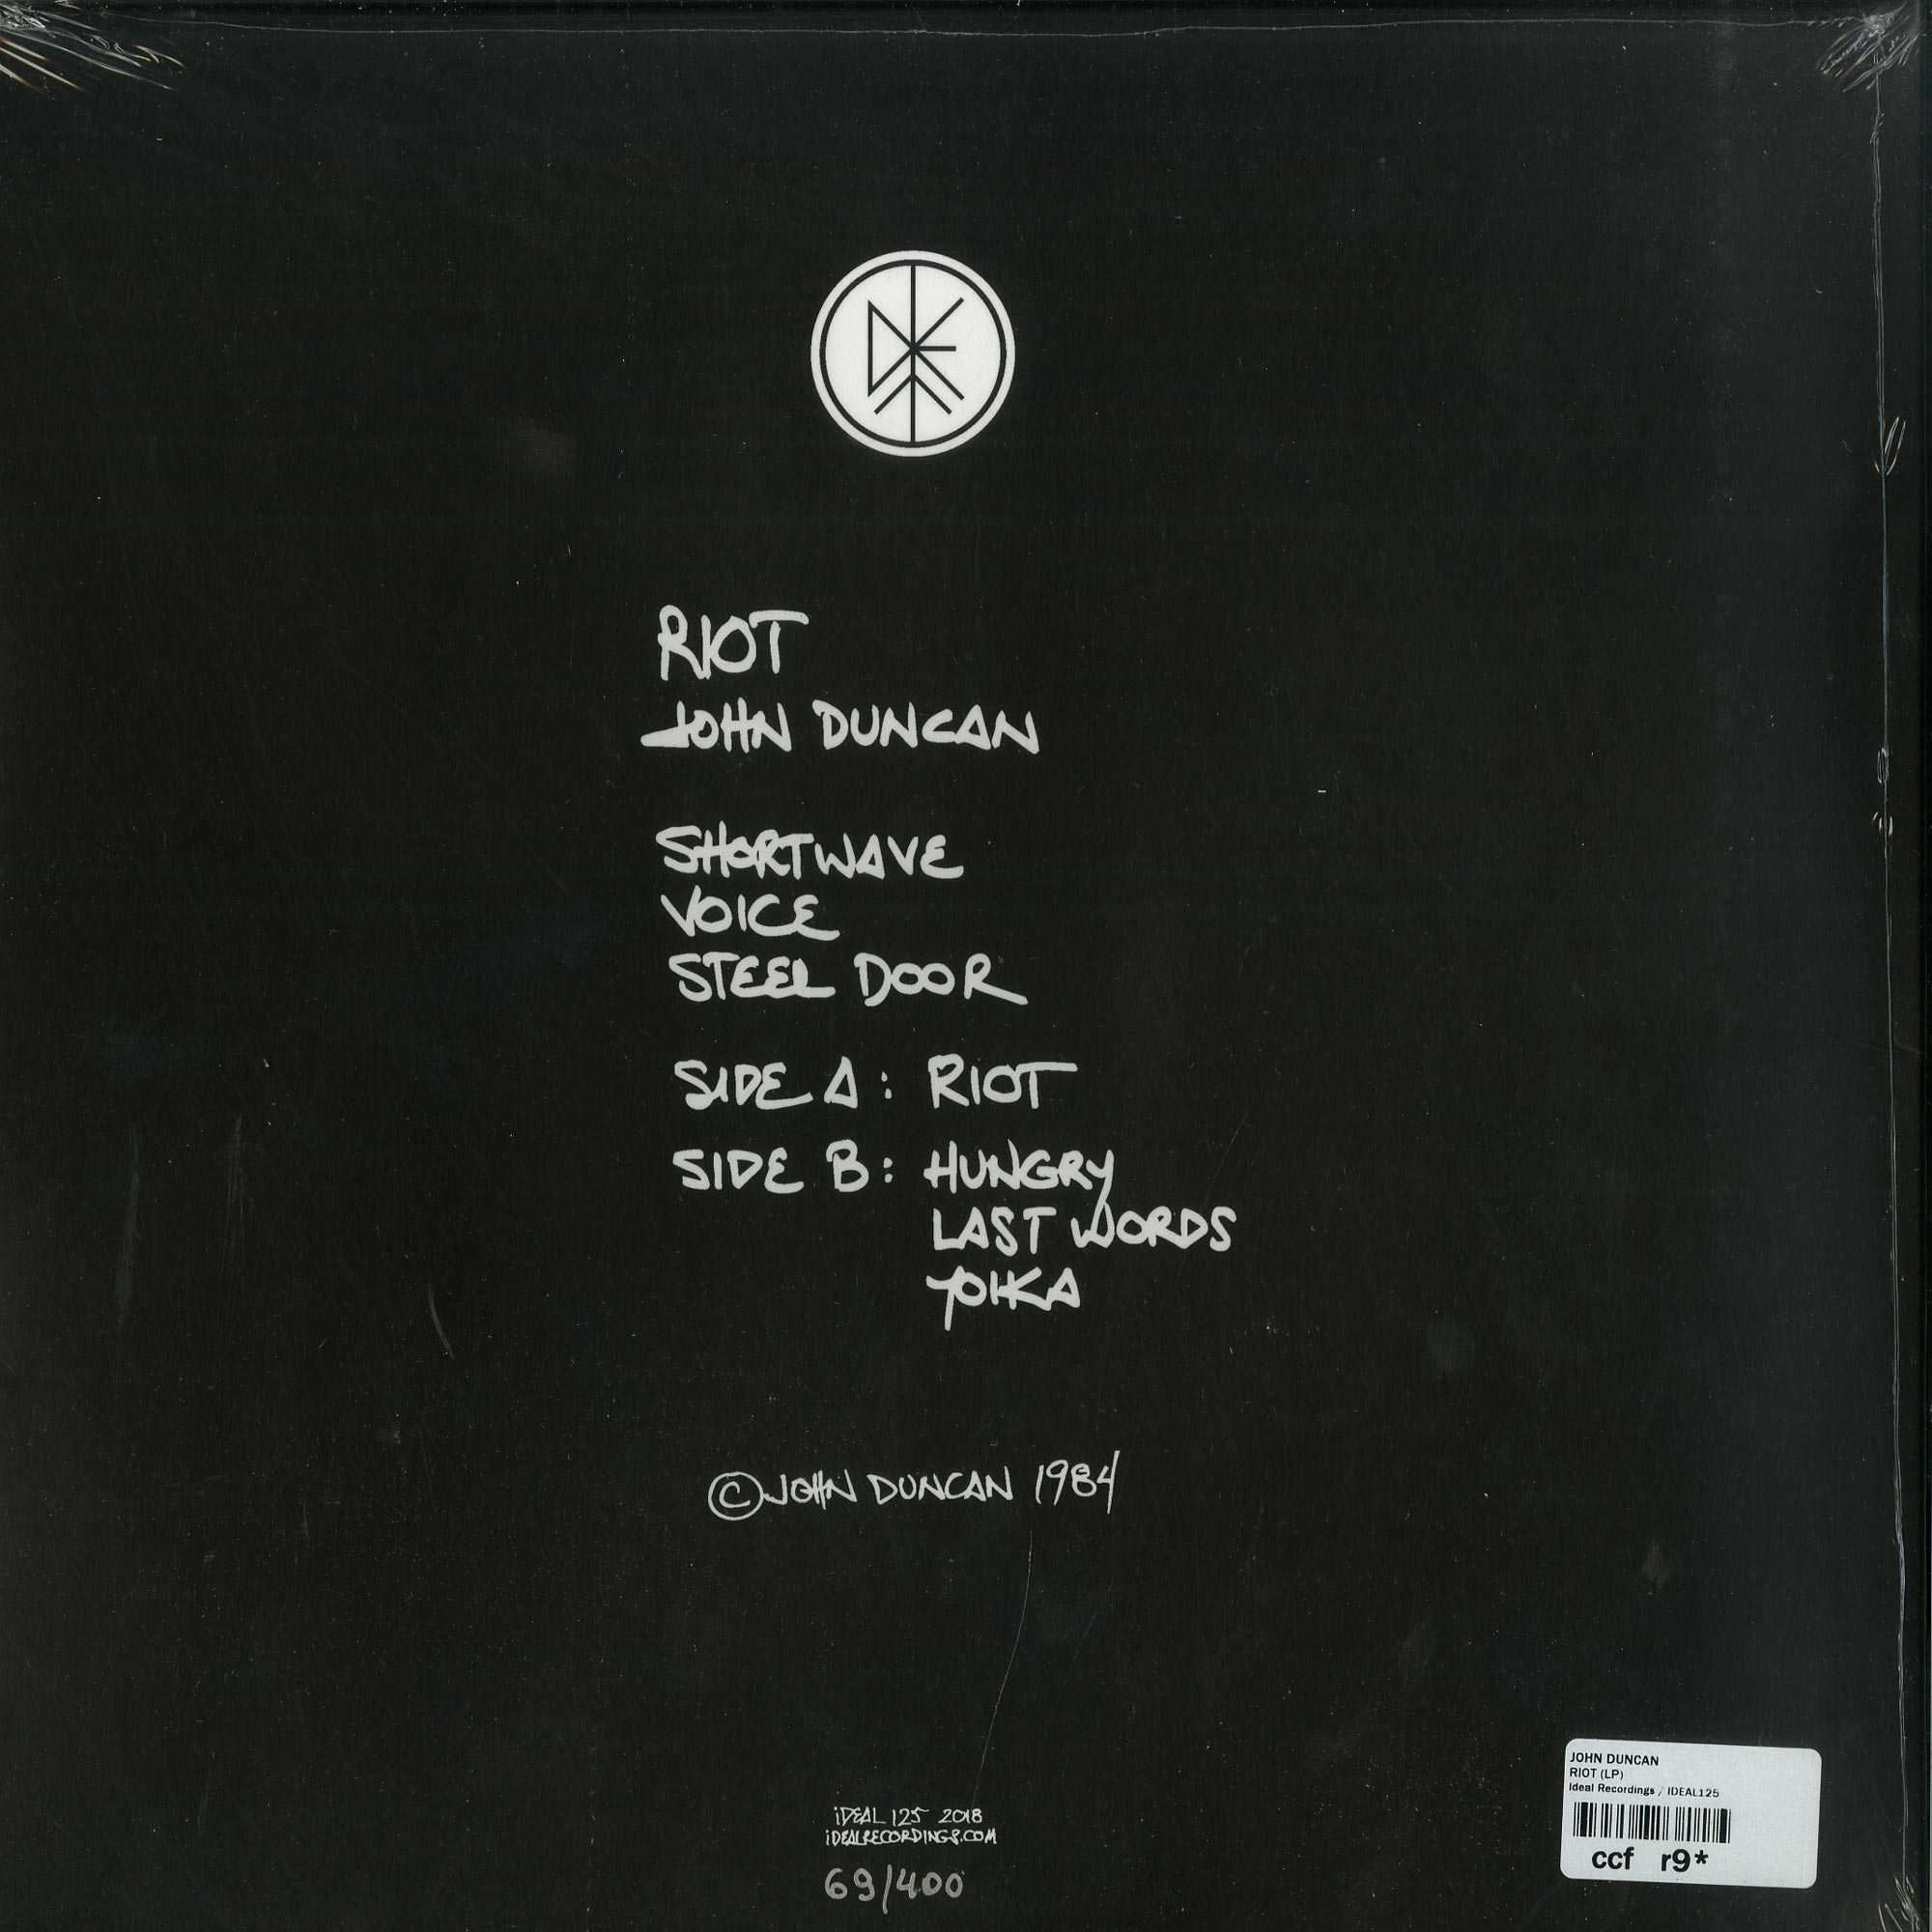 RIOT
JOHN DUNCAN
SHORTWAVE
VOICE
STEEL DOOR
SIDE A: RIOT
SIDE B: HUNGRY
LAST WORDS
YOIKA
© JOHN DUNCAN 1984
iDEAL 125 2018
iDEALRECORDINGS.COM
69/400
JOHN DUNCAN
RIOT (LP)
Ideal Recordings / IDEAL125
ccf r9*